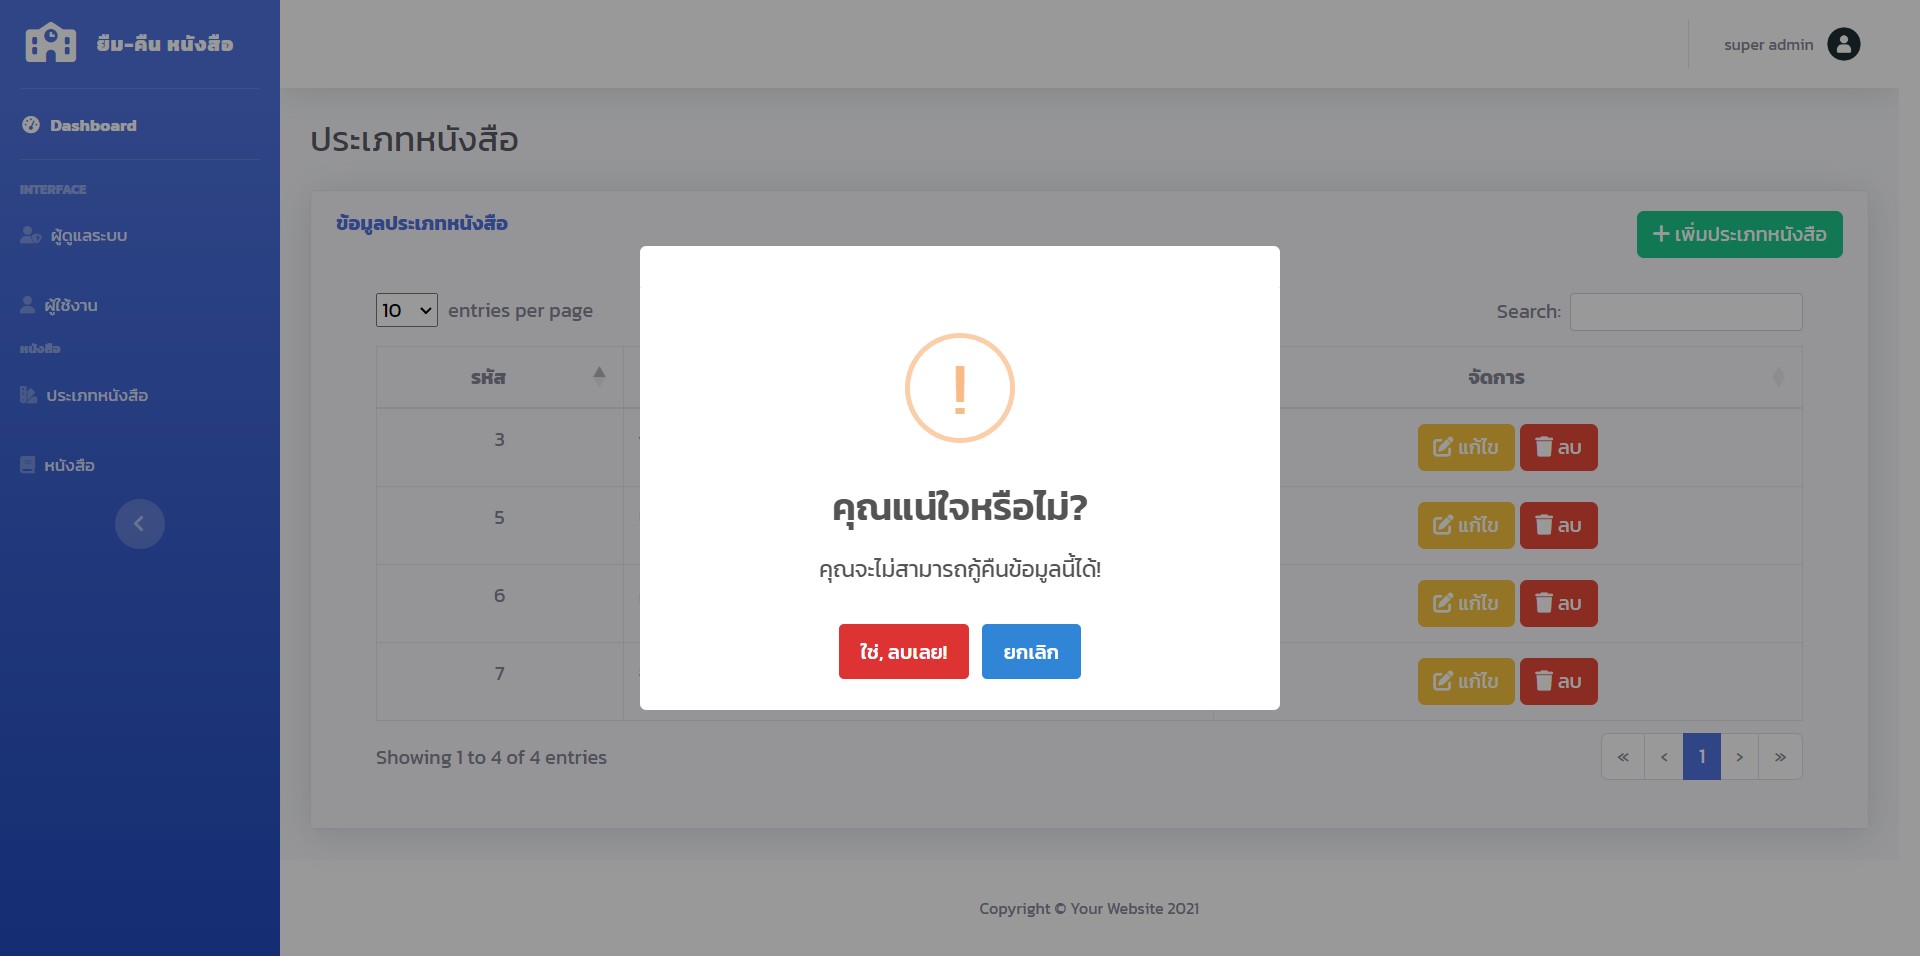 ยืม-คืน หนังสือ
super admin
Dashboard
INTERFACE
ผู้ดูแลระบบ
ผู้ใช้งาน
หนังสือ
ประเภทหนังสือ
หนังสือ
ประเภทหนังสือ
ข้อมูลประเภทหนังสือ
เพิ่มประเภทหนังสือ
10 entries per page
Search:
รหัส จัดการ
3 แก้ไข ลบ
5 แก้ไข ลบ
6 แก้ไข ลบ
7 แก้ไข ลบ
!
คุณแน่ใจหรือไม่?
คุณจะไม่สามารถกู้คืนข้อมูลนี้ได้!
ใช่, ลบเลย! ยกเลิก
Showing 1 to 4 of 4 entries
« ‹ 1 › »
Copyright © Your Website 2021